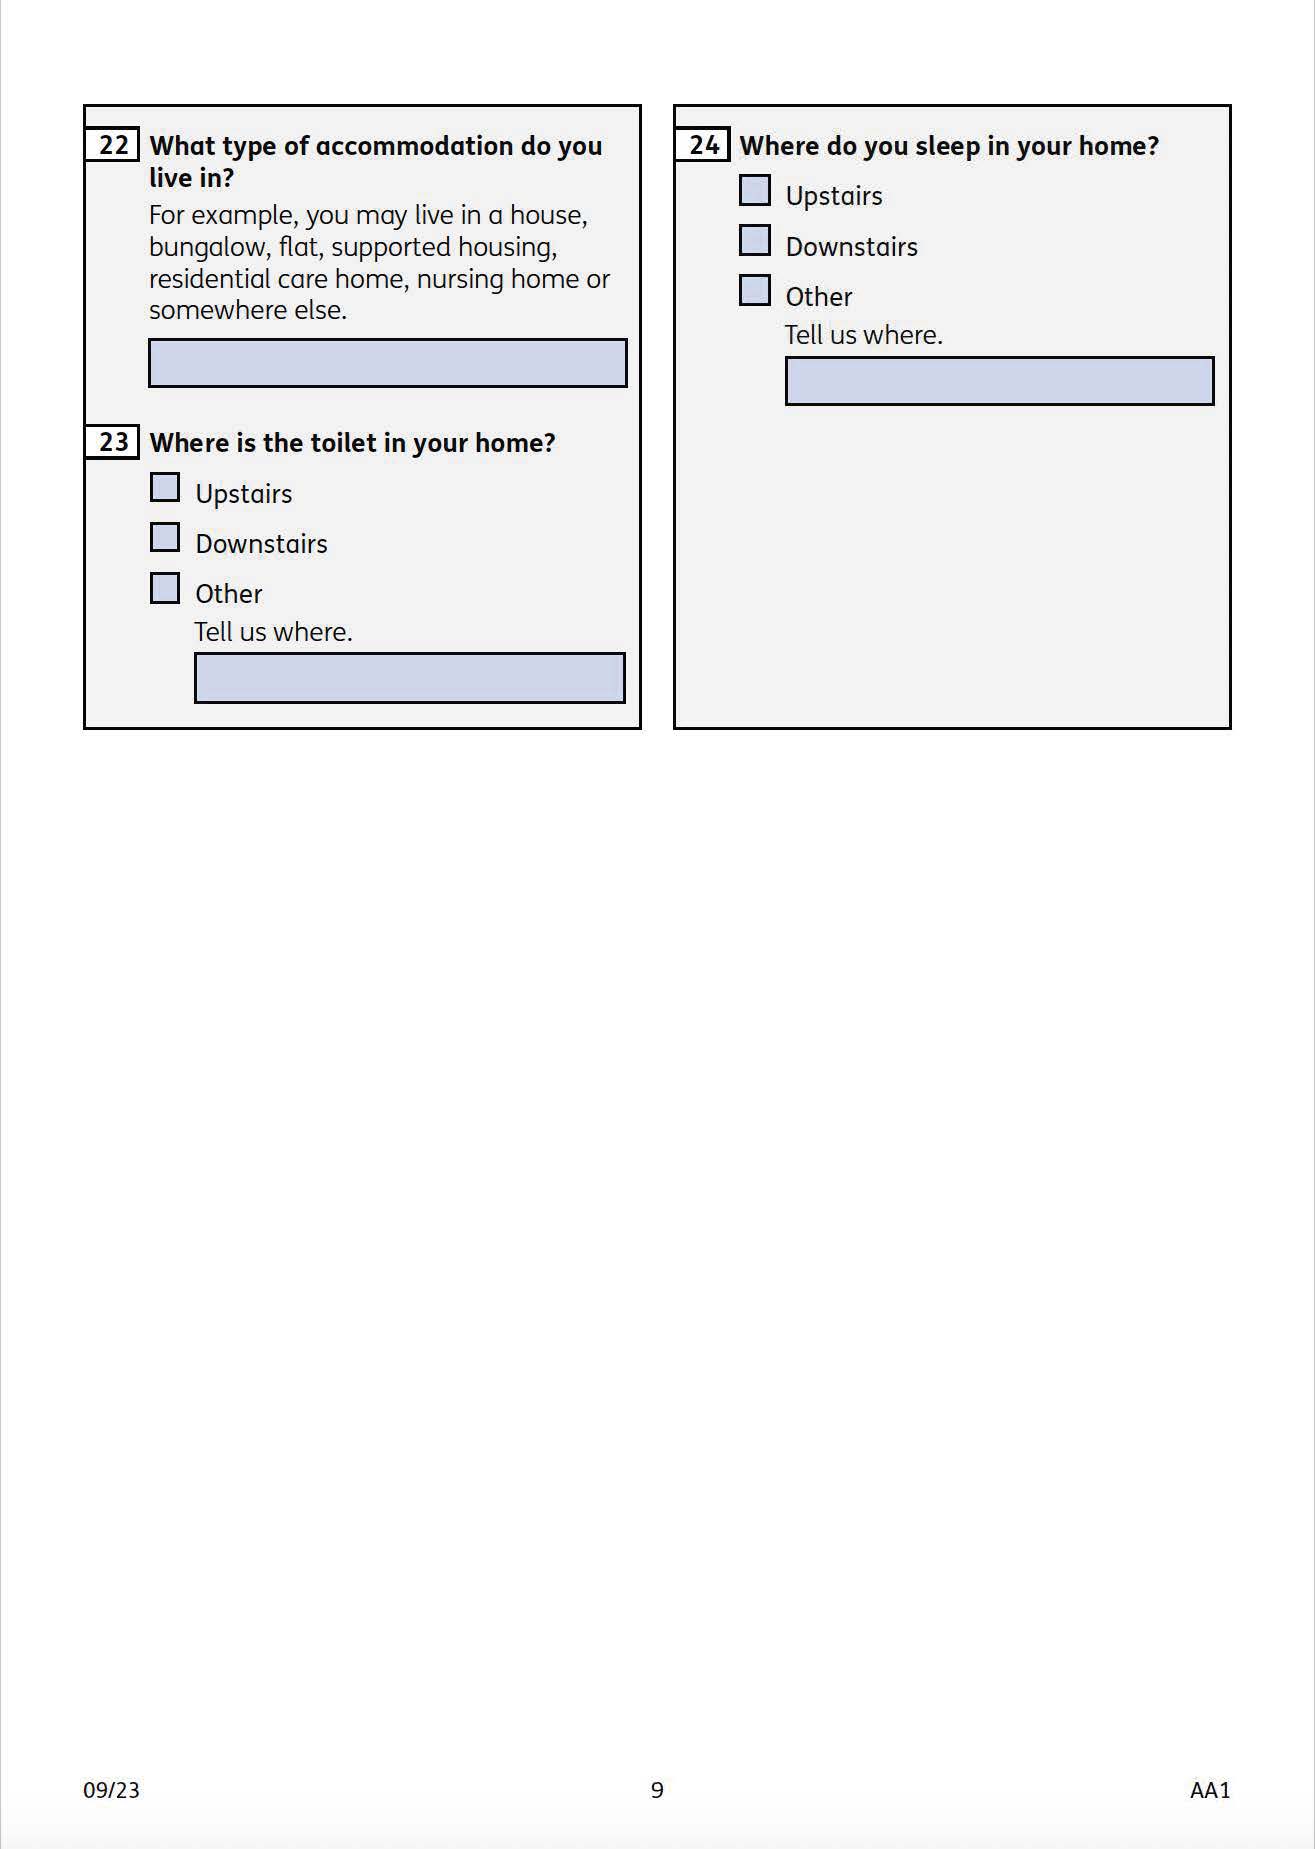 22 What type of accommodation do you
live in?
For example, you may live in a house,
bungalow, flat, supported housing,
residential care home, nursing home or
somewhere else.
23 Where is the toilet in your home?
Upstairs
Downstairs
Other
Tell us where.
24 Where do you sleep in your home?
Upstairs
Downstairs
Other
Tell us where.
09/23 9 AA1